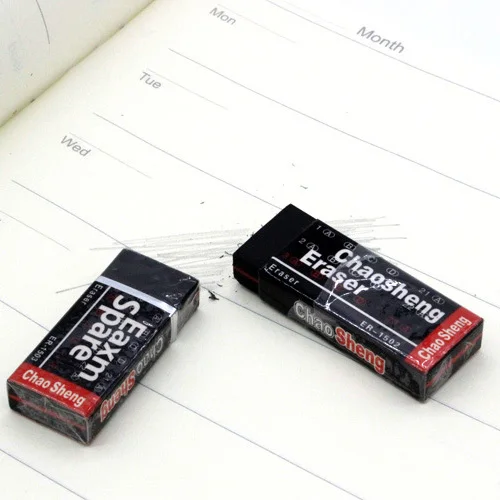 Mon
Month
Tue
Wed
Chaosheng
Eraser
Eraser
ER-1502
Chao Sheng
Chao Sheng
Eaxm
Spare
Eraser
ER-1503
Chao Sheng
Chao Sheng